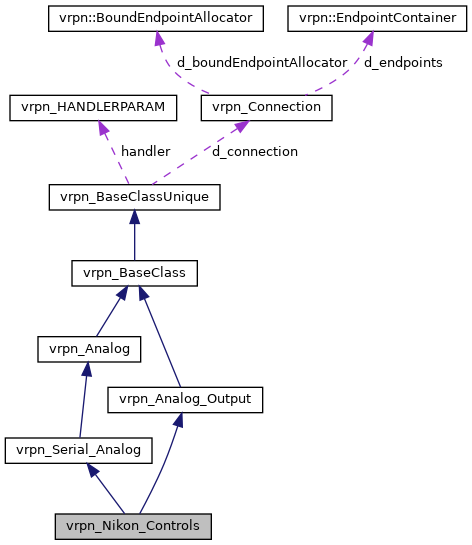 vrpn::BoundEndpointAllocator
vrpn::EndpointContainer
d_boundEndpointAllocator
d_endpoints
vrpn_HANDLERPARAM
vrpn_Connection
handler
d_connection
vrpn_BaseClassUnique
vrpn_BaseClass
vrpn_Analog
vrpn_Analog_Output
vrpn_Serial_Analog
vrpn_Nikon_Controls